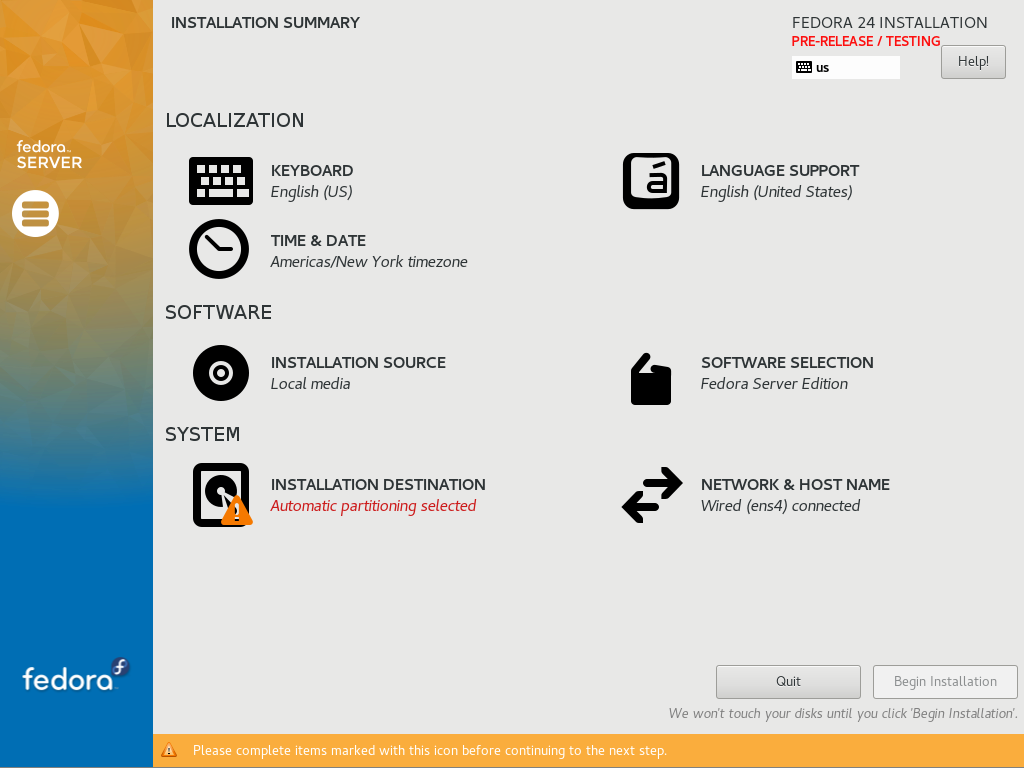 INSTALLATION SUMMARY
FEDORA 24 INSTALLATION
PRE-RELEASE / TESTING
us
Help!
fedora
SERVER
LOCALIZATION
KEYBOARD
English (US)
LANGUAGE SUPPORT
English (United States)
TIME & DATE
Americas/New York timezone
SOFTWARE
INSTALLATION SOURCE
Local media
SOFTWARE SELECTION
Fedora Server Edition
SYSTEM
INSTALLATION DESTINATION
Automatic partitioning selected
NETWORK & HOST NAME
Wired (ens4) connected
fedora
Quit
Begin Installation
We won't touch your disks until you click 'Begin Installation'.
Please complete items marked with this icon before continuing to the next step.